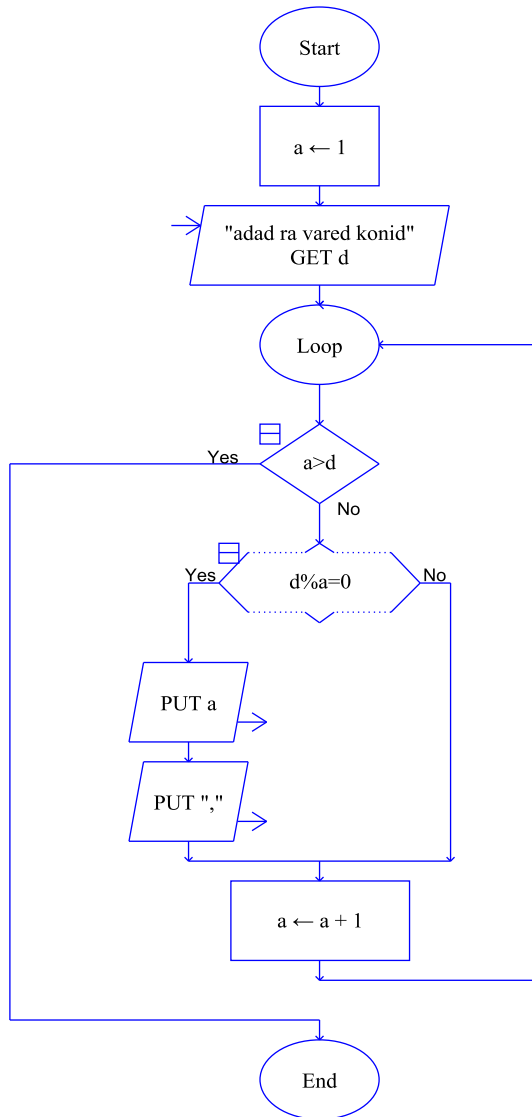 Start
a ← 1
"adad ra vared konid"
GET d
Loop
Yes
a>d
No
Yes
d%a=0
No
PUT a
PUT ","
a ← a + 1
End